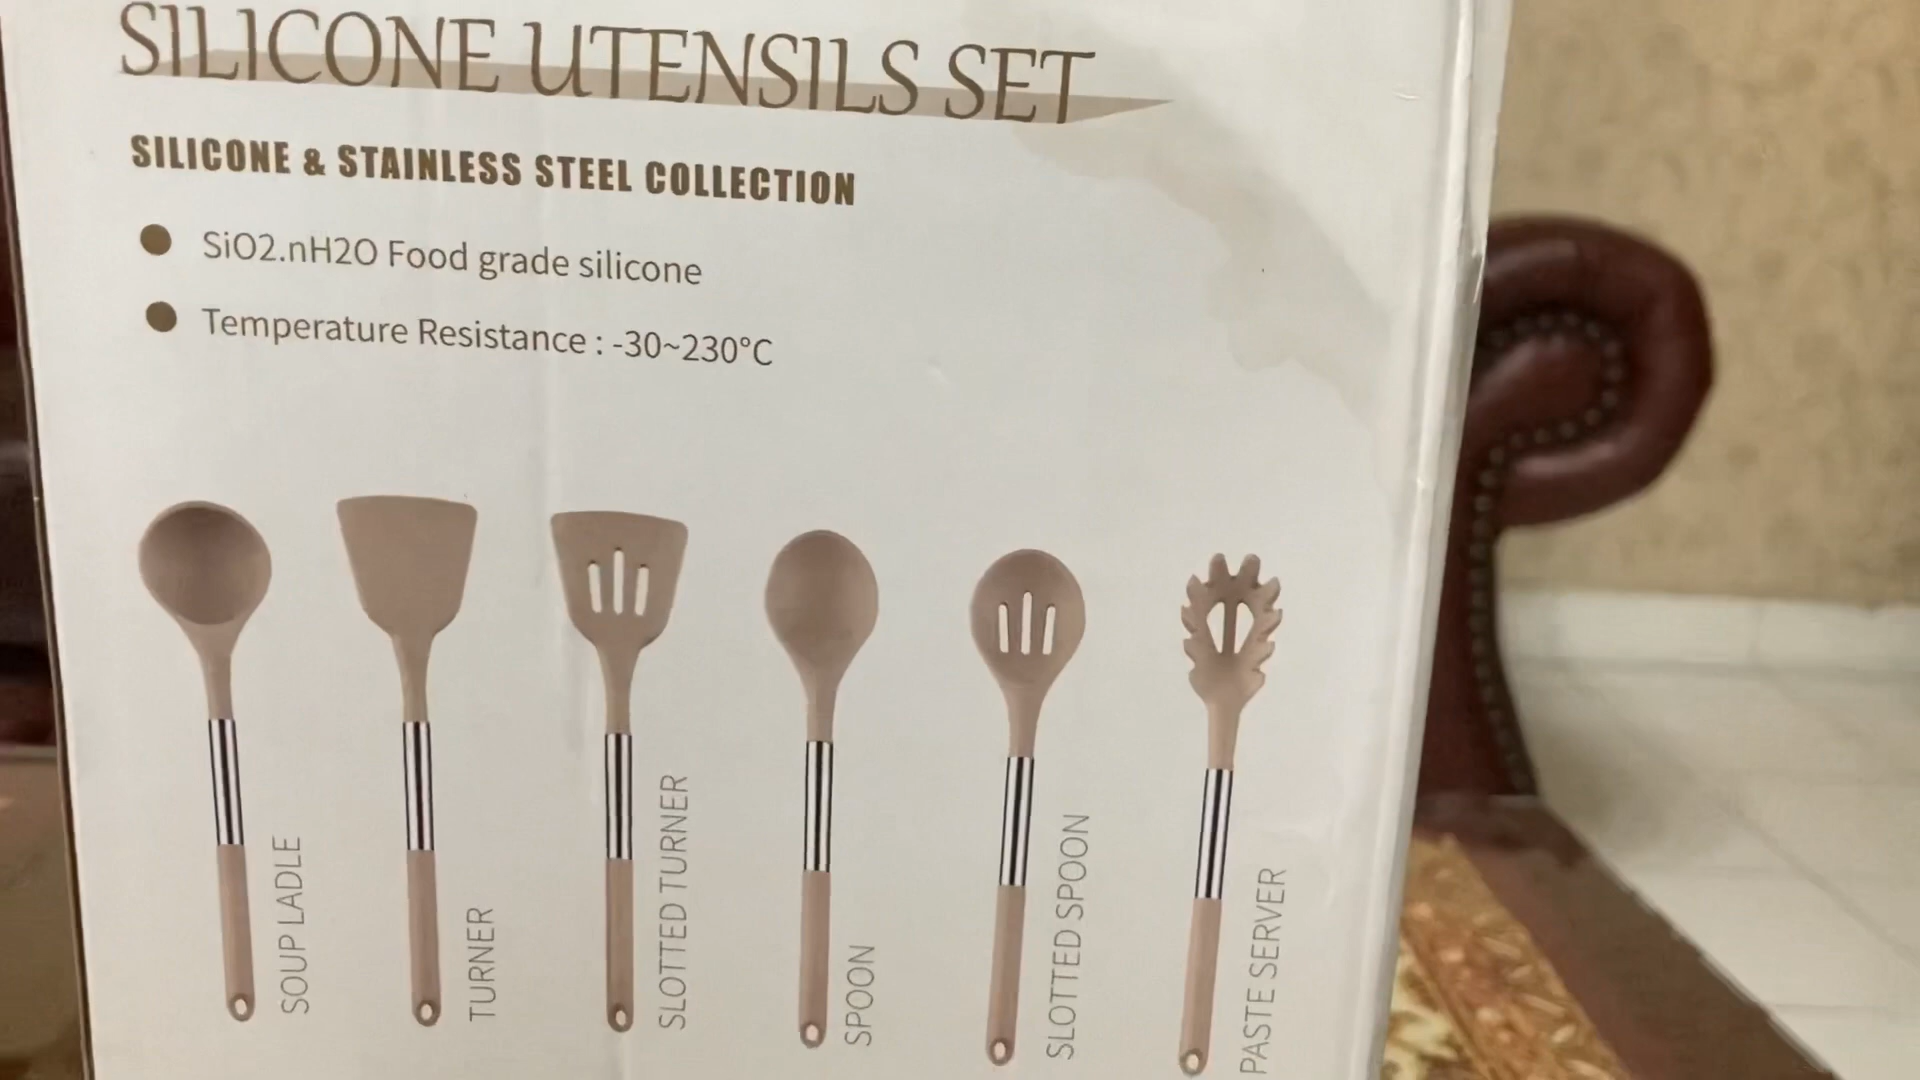 SILICONE UTENSILS SET
SILICONE & STAINLESS STEEL COLLECTION
SiO2.nH2O Food grade silicone
Temperature Resistance : -30~230°C
SOUP LADLE
TURNER
SLOTTED TURNER
SPOON
SLOTTED SPOON
PASTE SERVER